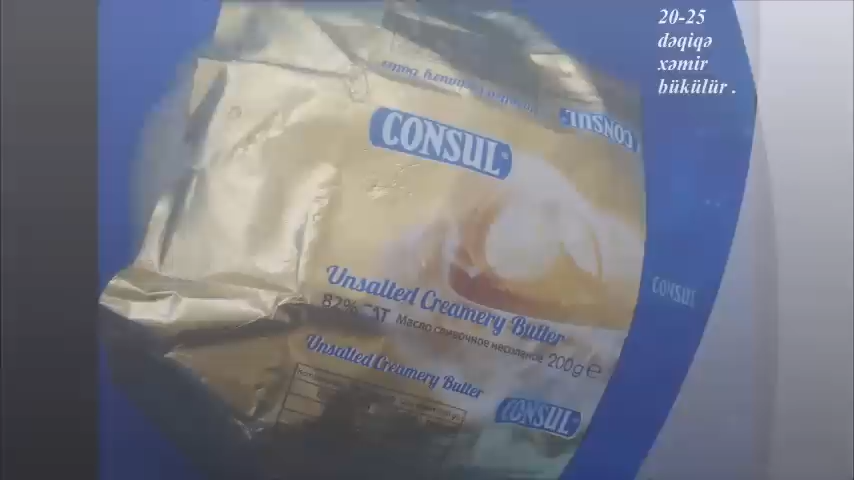 20-25
dəqiqə
xəmir
bükülür .
CONSUL
CONSUL
CONSUL
Unsalted Creamery Butter
82% FAT Масло сливочное несоленое 200g e
Unsalted Creamery Butter
CONSUL